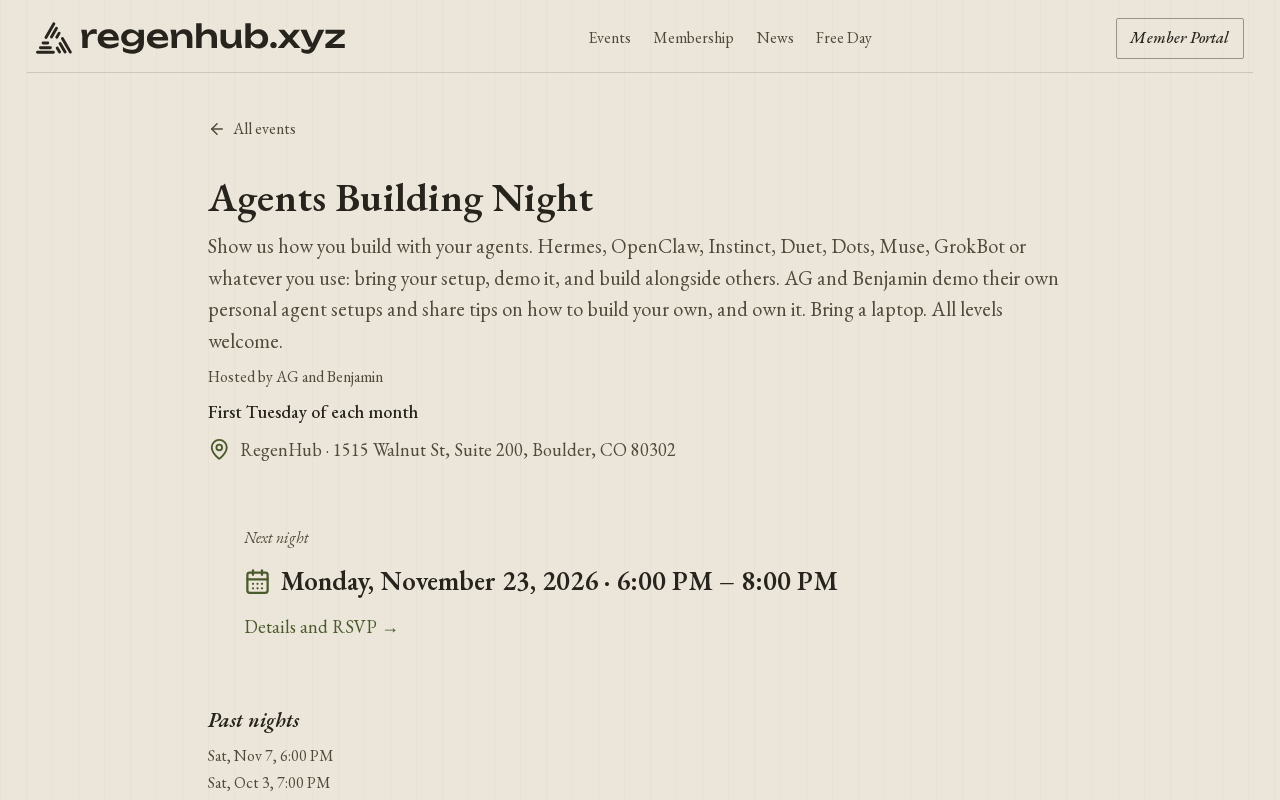 regenhub.xyz
Events
Membership
News
Free Day
Member Portal
← All events
Agents Building Night
Show us how you build with your agents. Hermes, OpenClaw, Instinct, Duet, Dots, Muse, GrokBot or
whatever you use: bring your setup, demo it, and build alongside others. AG and Benjamin demo their own
personal agent setups and share tips on how to build your own, and own it. Bring a laptop. All levels
welcome.
Hosted by AG and Benjamin
First Tuesday of each month
RegenHub · 1515 Walnut St, Suite 200, Boulder, CO 80302
Next night
Monday, November 23, 2026 · 6:00 PM – 8:00 PM
Details and RSVP →
Past nights
Sat, Nov 7, 6:00 PM
Sat, Oct 3, 7:00 PM